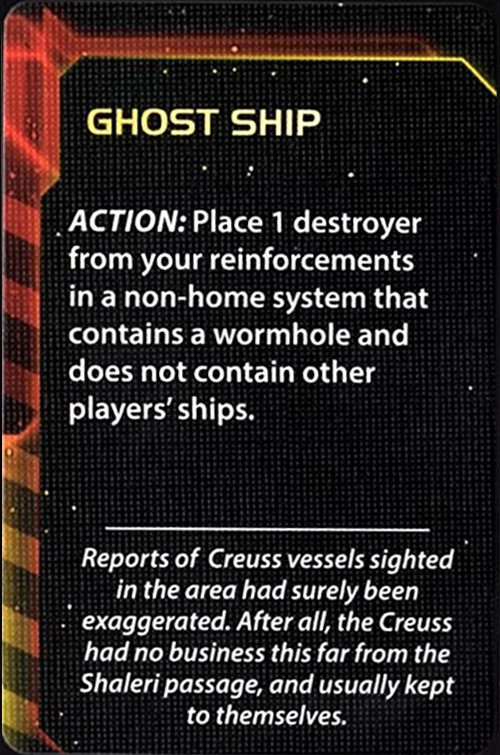 GHOST SHIP
ACTION: Place 1 destroyer
from your reinforcements
in a non-home system that
contains a wormhole and
does not contain other
players' ships.
Reports of Creuss vessels sighted
in the area had surely been
exaggerated. After all, the Creuss
had no business this far from the
Shaleri passage, and usually kept
to themselves.